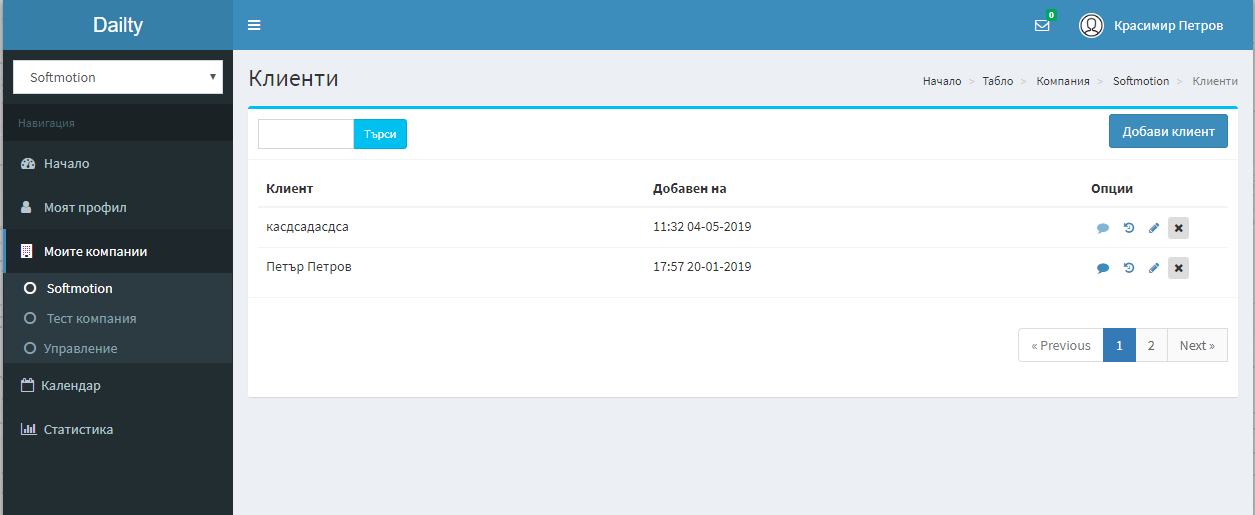 Dailty
0
Красимир Петров
Softmotion
Навигация
Начало
Моят профил
Моите компании
Softmotion
Тест компания
Управление
Календар
Статистика
Клиенти
Начало > Табло > Компания > Softmotion > Клиенти
Търси
Добави клиент
Клиент Добавен на Опции
касдсадасдса 11:32 04-05-2019
Петър Петров 17:57 20-01-2019
« Previous 1 2 Next »